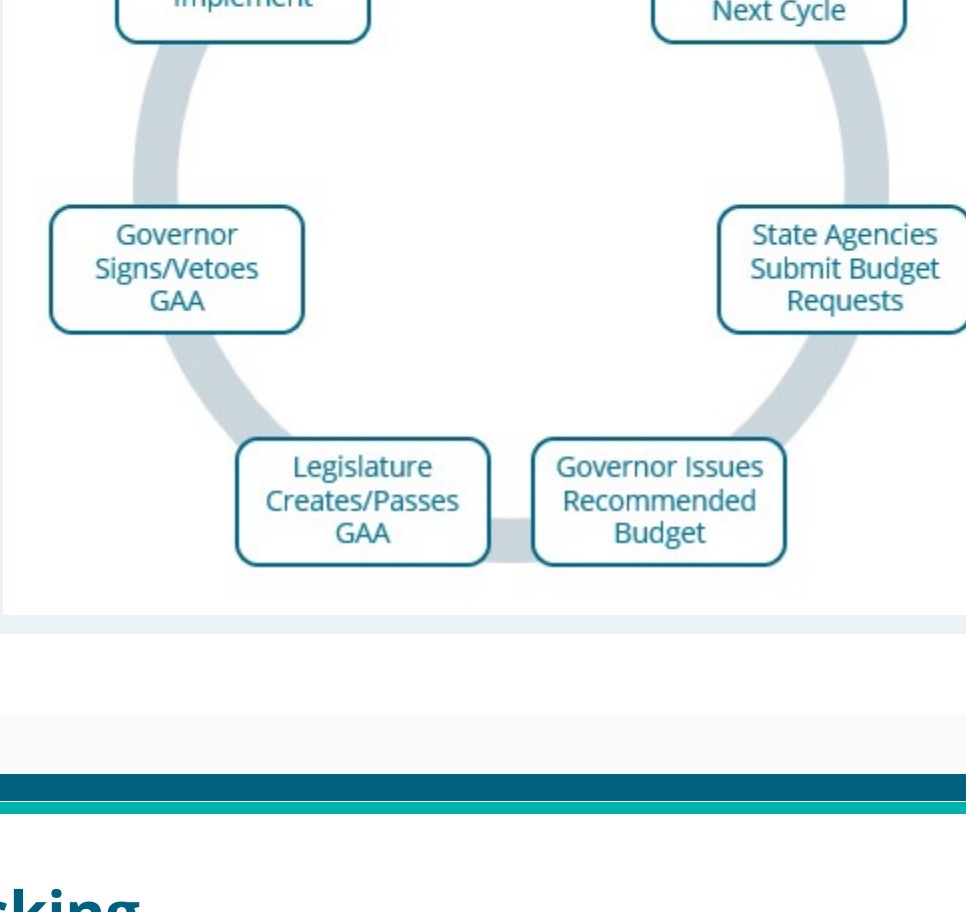 Implement
Next Cycle
Governor
Signs/Vetoes
GAA
State Agencies
Submit Budget
Requests
Legislature
Creates/Passes
GAA
Governor Issues
Recommended
Budget